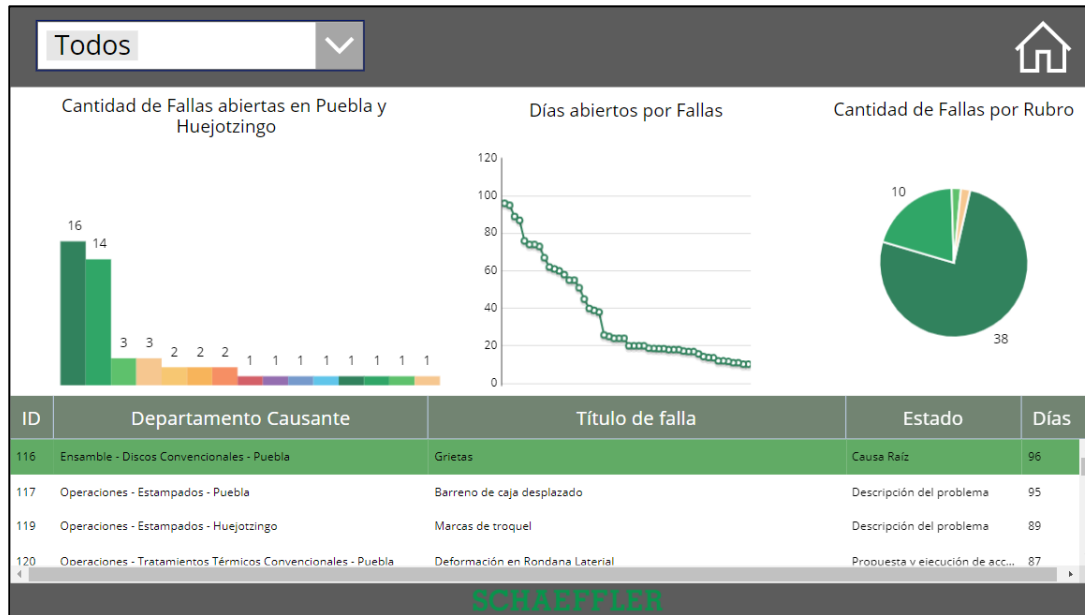 Todos
Cantidad de Fallas abiertas en Puebla y
Huejotzingo
16
14
3
3
2
2
2
1
1
1
1
1
1
1
1
Días abiertos por Fallas
120
100
80
60
40
20
0
Cantidad de Fallas por Rubro
10
38
ID Departamento Causante Título de falla Estado Días
116 Ensamble - Discos Convencionales - Puebla Grietas Causa Raíz 96
117 Operaciones - Estampados - Puebla Barreno de caja desplazado Descripción del problema 95
119 Operaciones - Estampados - Huejotzingo Marcas de troquel Descripción del problema 89
120 Operaciones - Tratamientos Térmicos Convencionales - Puebla Deformación en Rondana Laterial Propuesta y ejecución de acc... 87
SCHAEFFLER